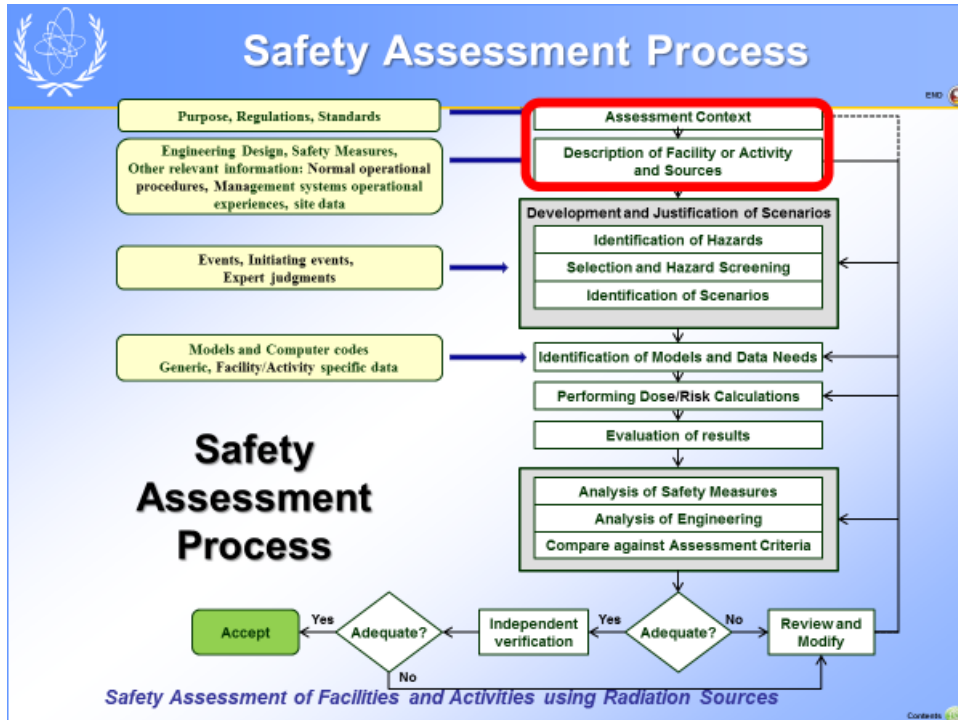 Safety Assessment Process
END
Purpose, Regulations, Standards
Assessment Context
Engineering Design, Safety Measures,
Other relevant information: Normal operational
procedures, Management systems operational
experiences, site data
Description of Facility or Activity
and Sources
Development and Justification of Scenarios
Identification of Hazards
Selection and Hazard Screening
Identification of Scenarios
Events, Initiating events,
Expert judgments
Models and Computer codes
Generic, Facility/Activity specific data
Identification of Models and Data Needs
Performing Dose/Risk Calculations
Evaluation of results
Safety
Assessment
Process
Analysis of Safety Measures
Analysis of Engineering
Compare against Assessment Criteria
Accept
Yes
Adequate?
No
Independent
verification
Yes
Adequate?
No
Review and
Modify
Safety Assessment of Facilities and Activities using Radiation Sources
Contents